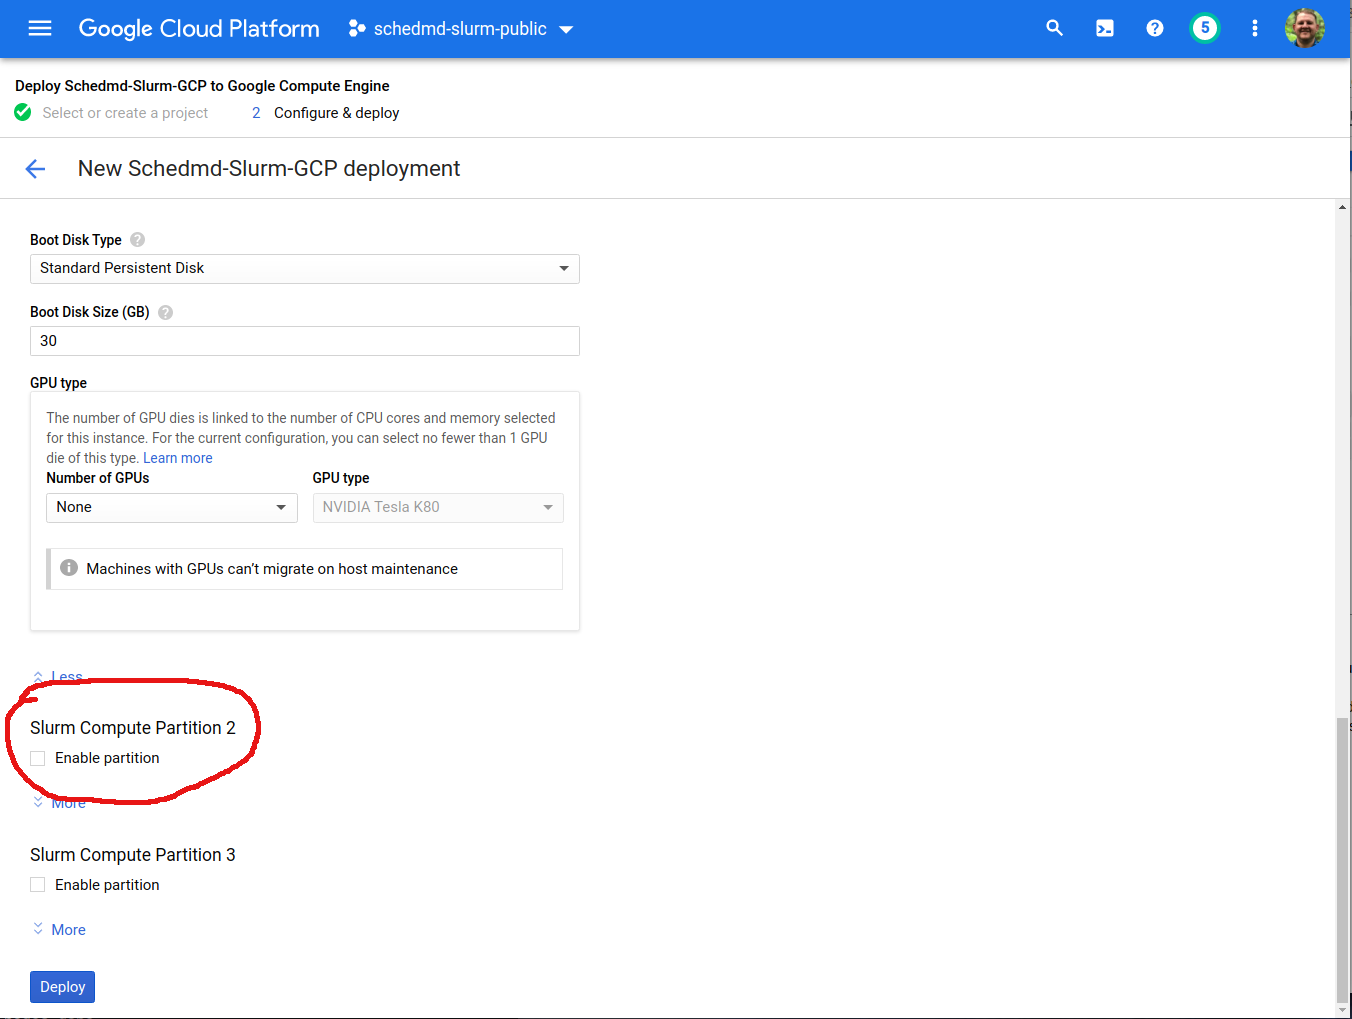 Google Cloud Platform schedmd-slurm-public 5
Deploy Schedmd-Slurm-GCP to Google Compute Engine
Select or create a project 2 Configure & deploy
New Schedmd-Slurm-GCP deployment
Boot Disk Type
Standard Persistent Disk
Boot Disk Size (GB)
30
GPU type
The number of GPU dies is linked to the number of CPU cores and memory selected
for this instance. For the current configuration, you can select no fewer than 1 GPU
die of this type. Learn more
Number of GPUs GPU type
None NVIDIA Tesla K80
Machines with GPUs can't migrate on host maintenance
Less
Slurm Compute Partition 2
Enable partition
More
Slurm Compute Partition 3
Enable partition
More
Deploy